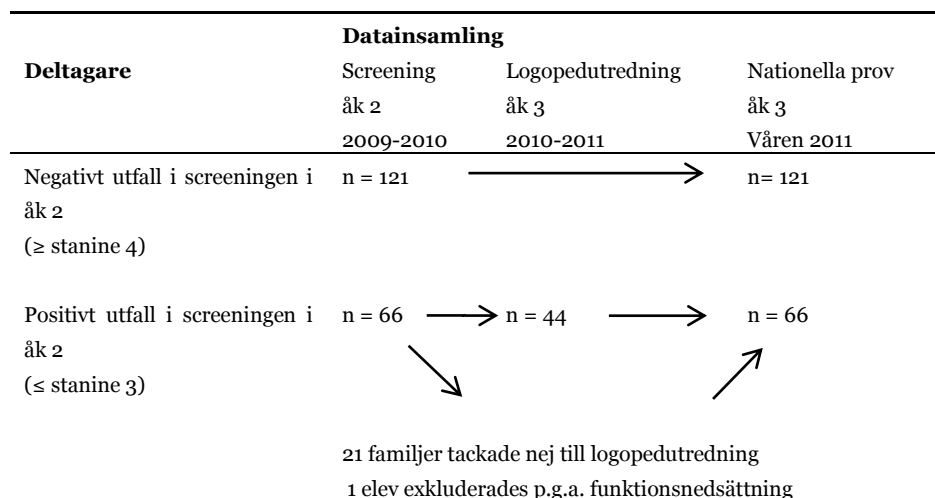 Datainsamling
Deltagare Screening Logopedutredning Nationella prov
åk 2 åk 3 åk 3
2009-2010 2010-2011 Våren 2011
Negativt utfall i screeningen i n = 121 n= 121
åk 2
(≥ stanine 4)
Positivt utfall i screeningen i n = 66 n = 44 n = 66
åk 2
(≤ stanine 3)
21 familjer tackade nej till logopedutredning
1 elev exkluderades p.g.a. funktionsnedsättning